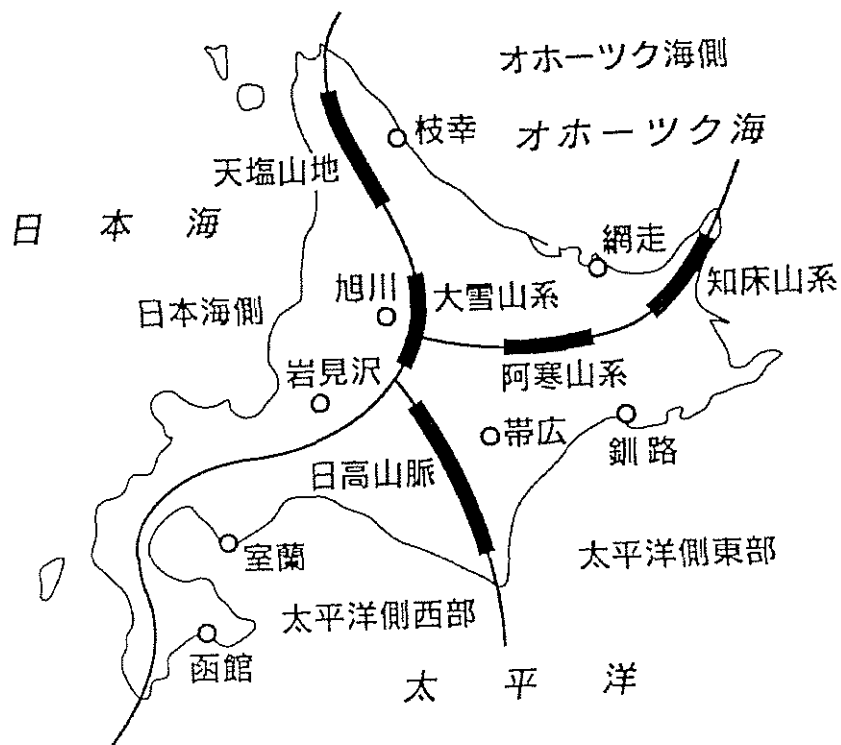 オホーツク海側
枝幸
オホーツク海
天塩山地
日本海
網走
知床山系
旭川
大雪山系
日本海側
岩見沢
阿寒山系
帯広
釧路
日高山脈
室蘭
太平洋側東部
太平洋側西部
函館
太平洋